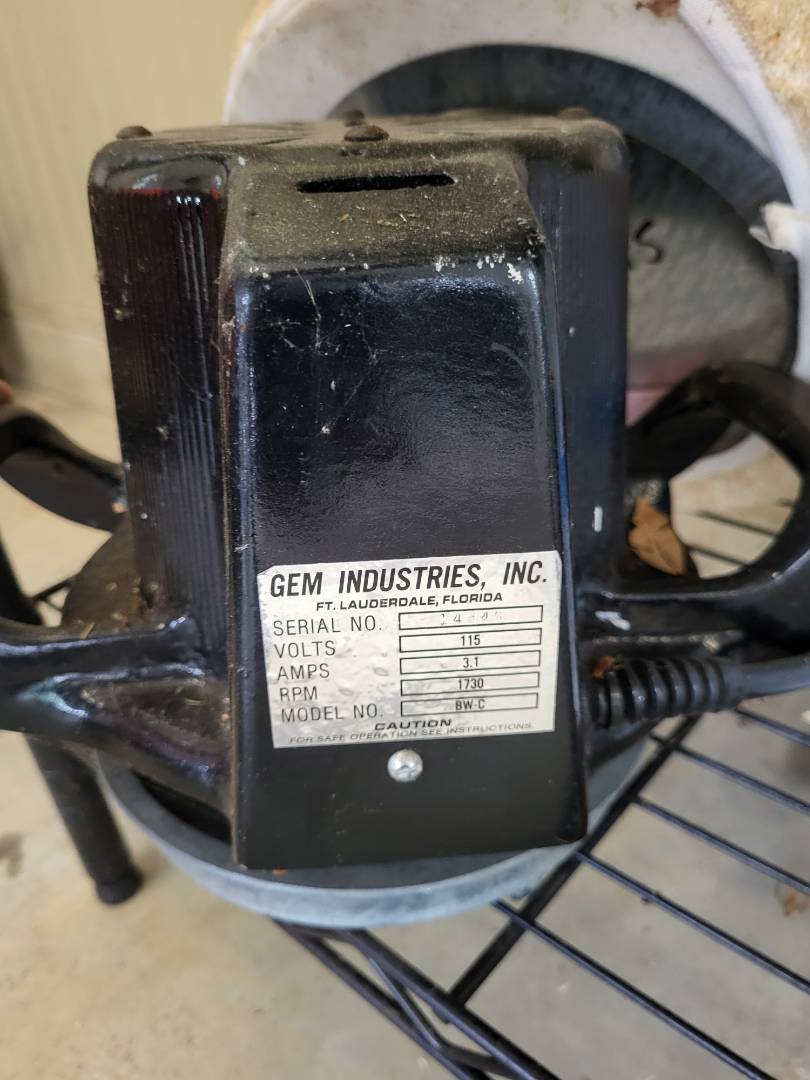 GEM INDUSTRIES, INC.
FT. LAUDERDALE, FLORIDA
SERIAL NO.
VOLTS 115
AMPS 3.1
RPM 1730
MODEL NO. BW-C
CAUTION
FOR SAFE OPERATION SEE INSTRUCTIONS.